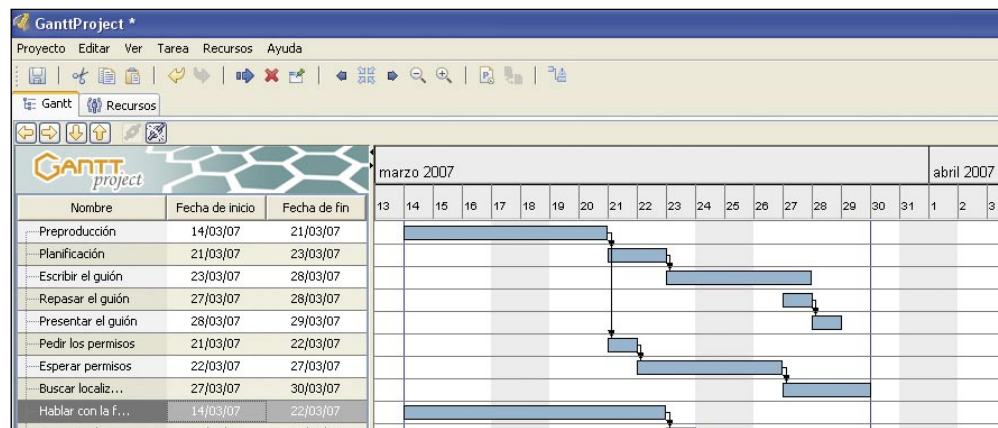 GanttProject *
Proyecto Editar Ver Tarea Recursos Ayuda
Gantt Recursos
GANTT project
marzo 2007 abril 2007
Nombre Fecha de inicio Fecha de fin 13 14 15 16 17 18 19 20 21 22 23 24 25 26 27 28 29 30 31 1 2 3
Preproducción 14/03/07 21/03/07
Planificación 21/03/07 23/03/07
Escribir el guión 23/03/07 28/03/07
Repasar el guión 27/03/07 28/03/07
Presentar el guión 28/03/07 29/03/07
Pedir los permisos 21/03/07 22/03/07
Esperar permisos 22/03/07 27/03/07
Buscar localiz... 27/03/07 30/03/07
Hablar con la f... 14/03/07 22/03/07